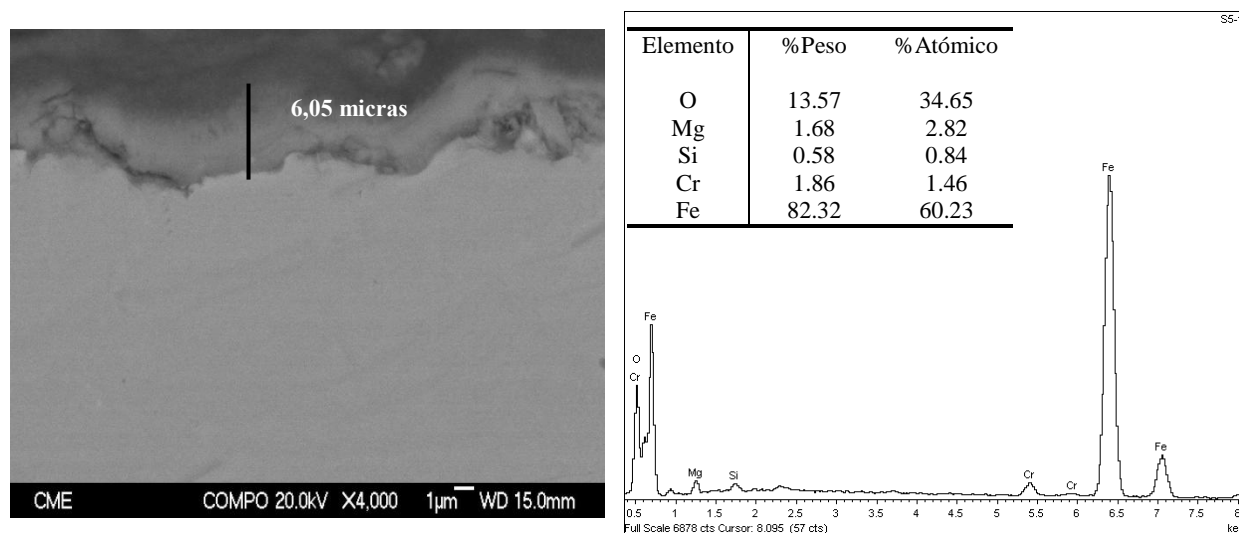 6,05 micras
CME COMPO 20.0kV X4,000 1µm WD 15.0mm
Elemento %Peso %Atómico
O 13.57 34.65
Mg 1.68 2.82
Si 0.58 0.84
Cr 1.86 1.46
Fe 82.32 60.23
Fe
Fe
O
Cr
Mg
Si
Cr
Cr
Fe
0.5 1 1.5 2 2.5 3 3.5 4 4.5 5 5.5 6 6.5 7 7.5 8
Full Scale 6878 cts Cursor: 8.095 (57 cts)